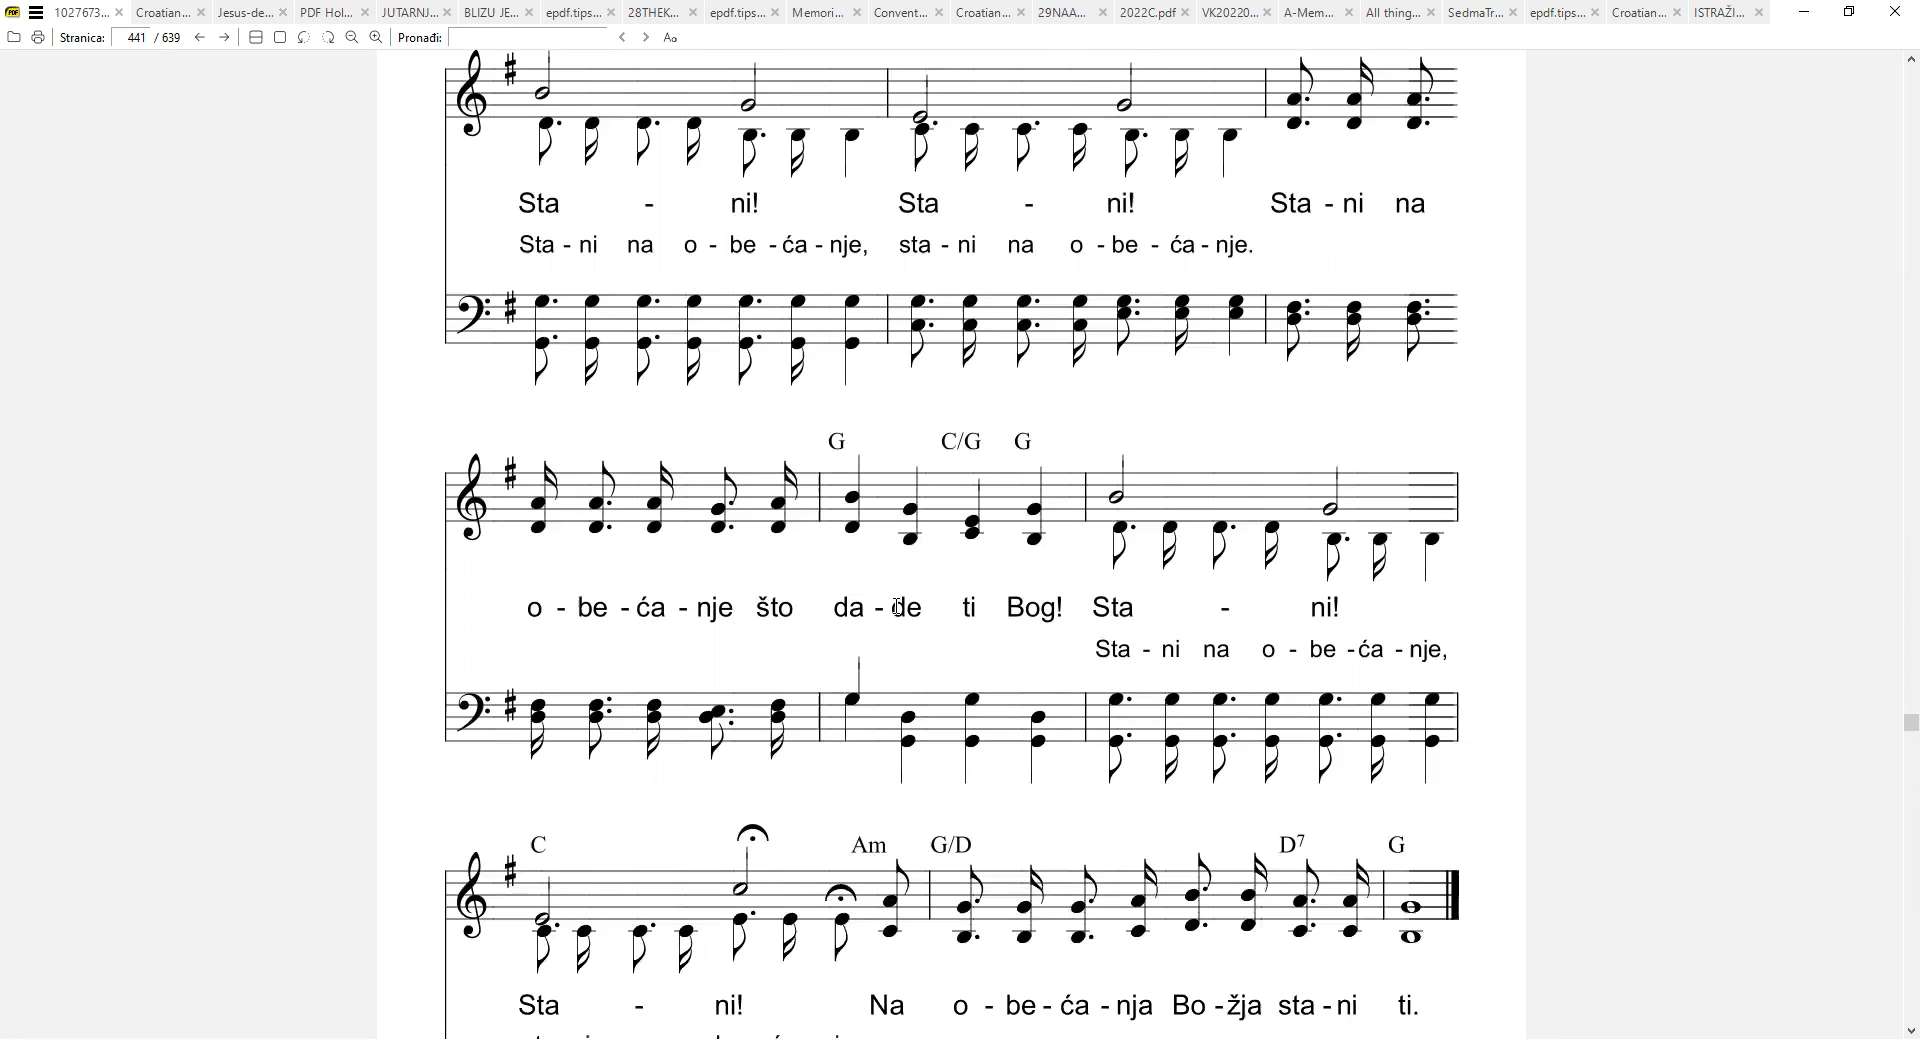 1027673... Croatian... Jesus-de... PDF Hol... JUTARNJ... BLIZU JE... epdf.tips... 28THEK... epdf.tips... Memori... Convent... Croatian... 29NAA... 2022C.pdf VK20220... A-Mem... All thing... SedmaTr... epdf.tips... Croatian... ISTRAŽI...
Stranica: 441 / 639 Pronađi: Aa
Sta - ni! Sta - ni! Sta - ni na
Sta - ni na o - be - ća - nje, sta - ni na o - be - ća - nje.
G C/G G
o - be - ća - nje što da - de ti Bog! Sta - ni!
Sta - ni na o - be - ća - nje,
C Am G/D D7 G
Sta - ni! Na o - be - ća - nja Bo - žja sta - ni ti.